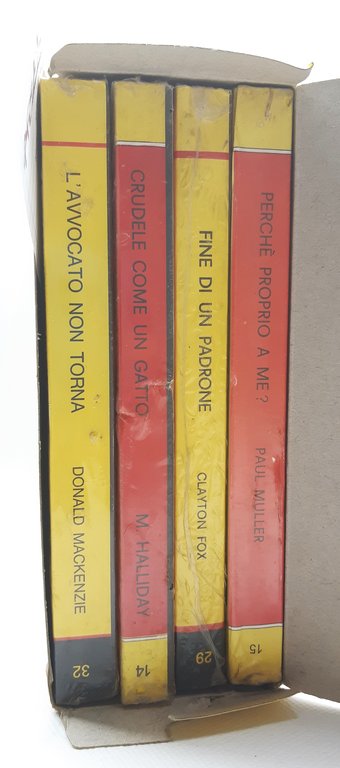 L'AVVOCATO NON TORNA
DONALD MACKENZIE
32
CRUDELE COME UN GATTO
M. HALLIDAY
14
FINE DI UN PADRONE
CLAYTON FOX
29
PERCHÈ PROPRIO A ME?
PAUL MULLER
15